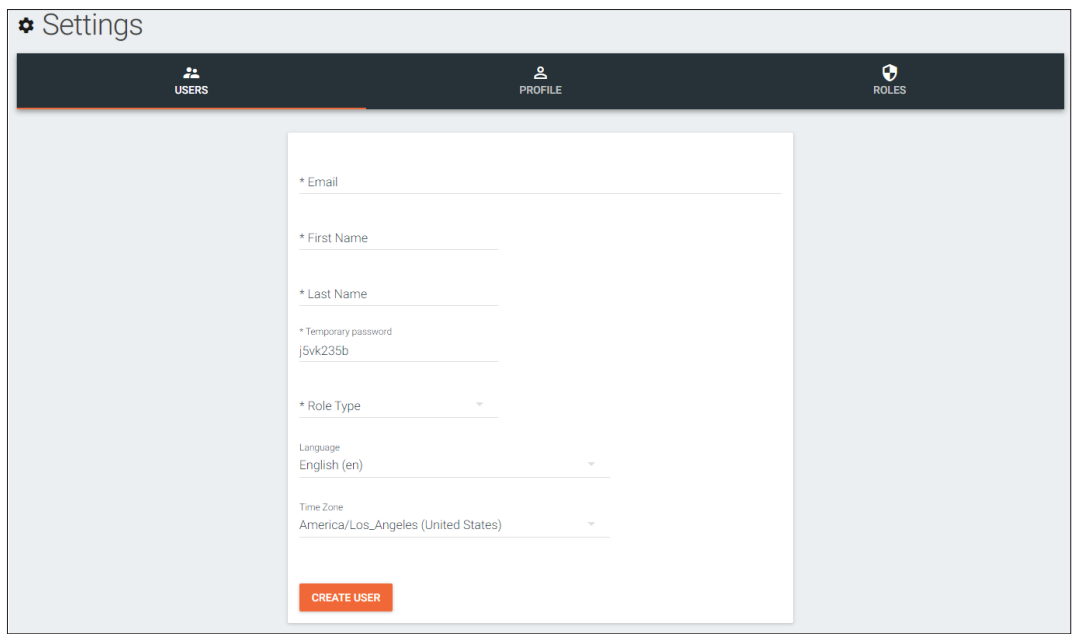 Settings
USERS
PROFILE
ROLES
* Email
* First Name
* Last Name
* Temporary password
j5vk235b
* Role Type
Language
English (en)
Time Zone
America/Los_Angeles (United States)
CREATE USER